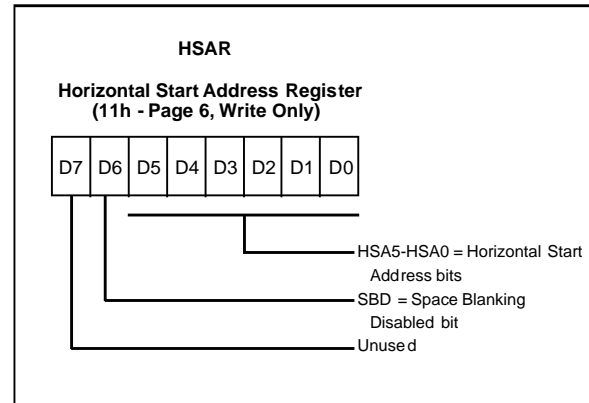 HSAR
Horizontal Start Address Register
(11h - Page 6, Write Only)
D7 D6 D5 D4 D3 D2 D1 D0
HSA5-HSA0 = Horizontal Start
Address bits
SBD = Space Blanking
Disabled bit
Unused